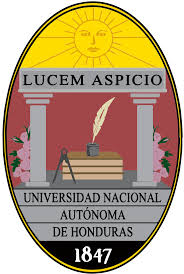 LUCEM ASPICIO
UNIVERSIDAD NACIONAL
AUTÓNOMA
DE HONDURAS
1847